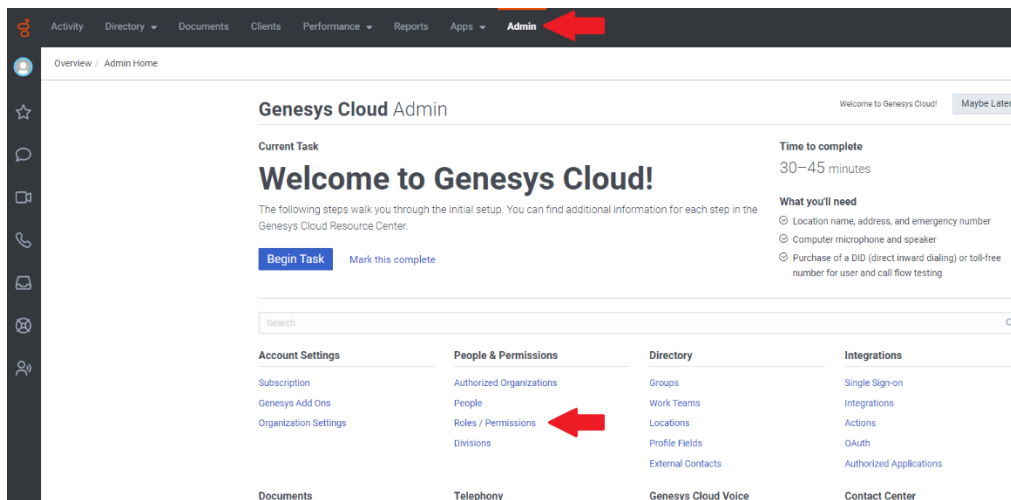 Activity Directory Documents Clients Performance Reports Apps Admin
Overview / Admin Home
Genesys Cloud Admin
Welcome to Genesys Cloud! Maybe Later
Current Task
Welcome to Genesys Cloud!
The following steps walk you through the initial setup. You can find additional information for each step in the
Genesys Cloud Resource Center.
Begin Task Mark this complete
Time to complete
30–45 minutes
What you'll need
Location name, address, and emergency number
Computer microphone and speaker
Purchase of a DID (direct inward dialing) or toll-free
number for user and call flow testing
Search
Account Settings
Subscription
Genesys Add Ons
Organization Settings
People & Permissions
Authorized Organizations
People
Roles / Permissions
Divisions
Directory
Groups
Work Teams
Locations
Profile Fields
External Contacts
Integrations
Single Sign-on
Integrations
Actions
OAuth
Authorized Applications
Documents
Telephony
Genesys Cloud Voice
Contact Center